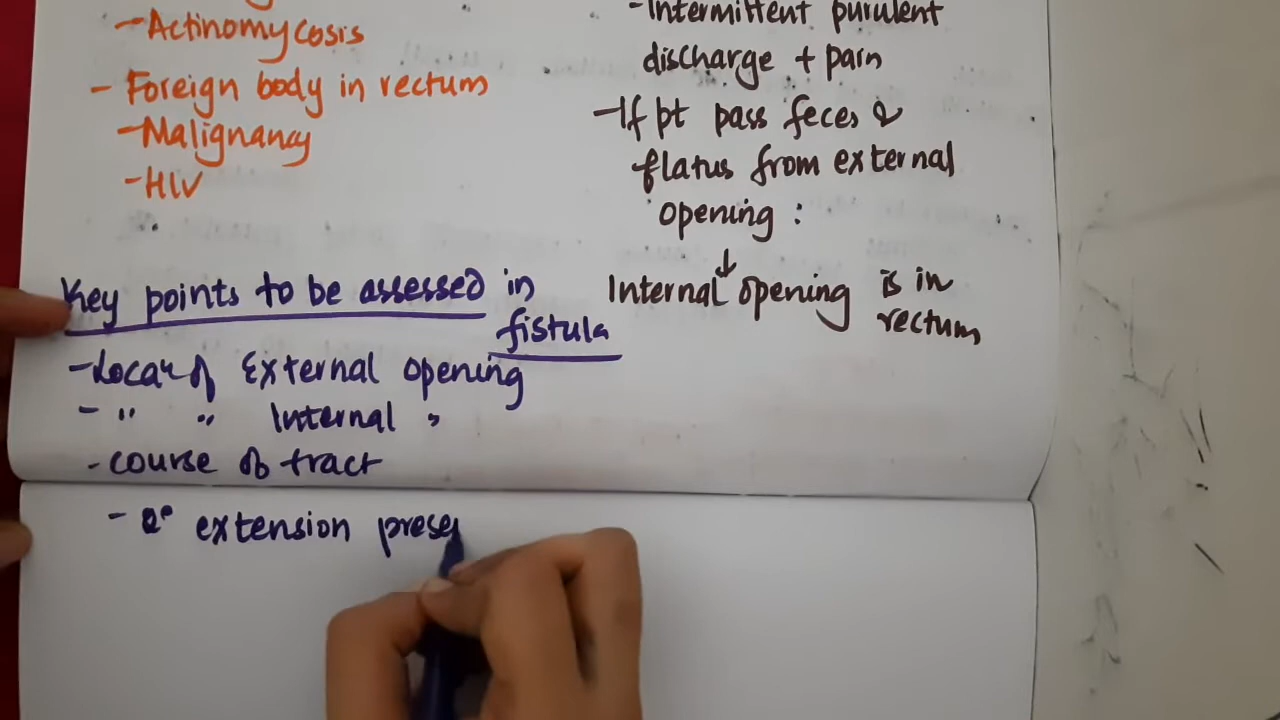 - Actinomycosis
- Foreign body in rectum
- Malignancy
- HIV
- Intermittent purulent
discharge + pain
- If pt pass feces &
flatus from external
opening :
↓
Internal opening is in
rectum
Key points to be assessed in
fistula
- Locaⁿ of External opening
- " " Internal "
- course of tract
- 2° extension prese